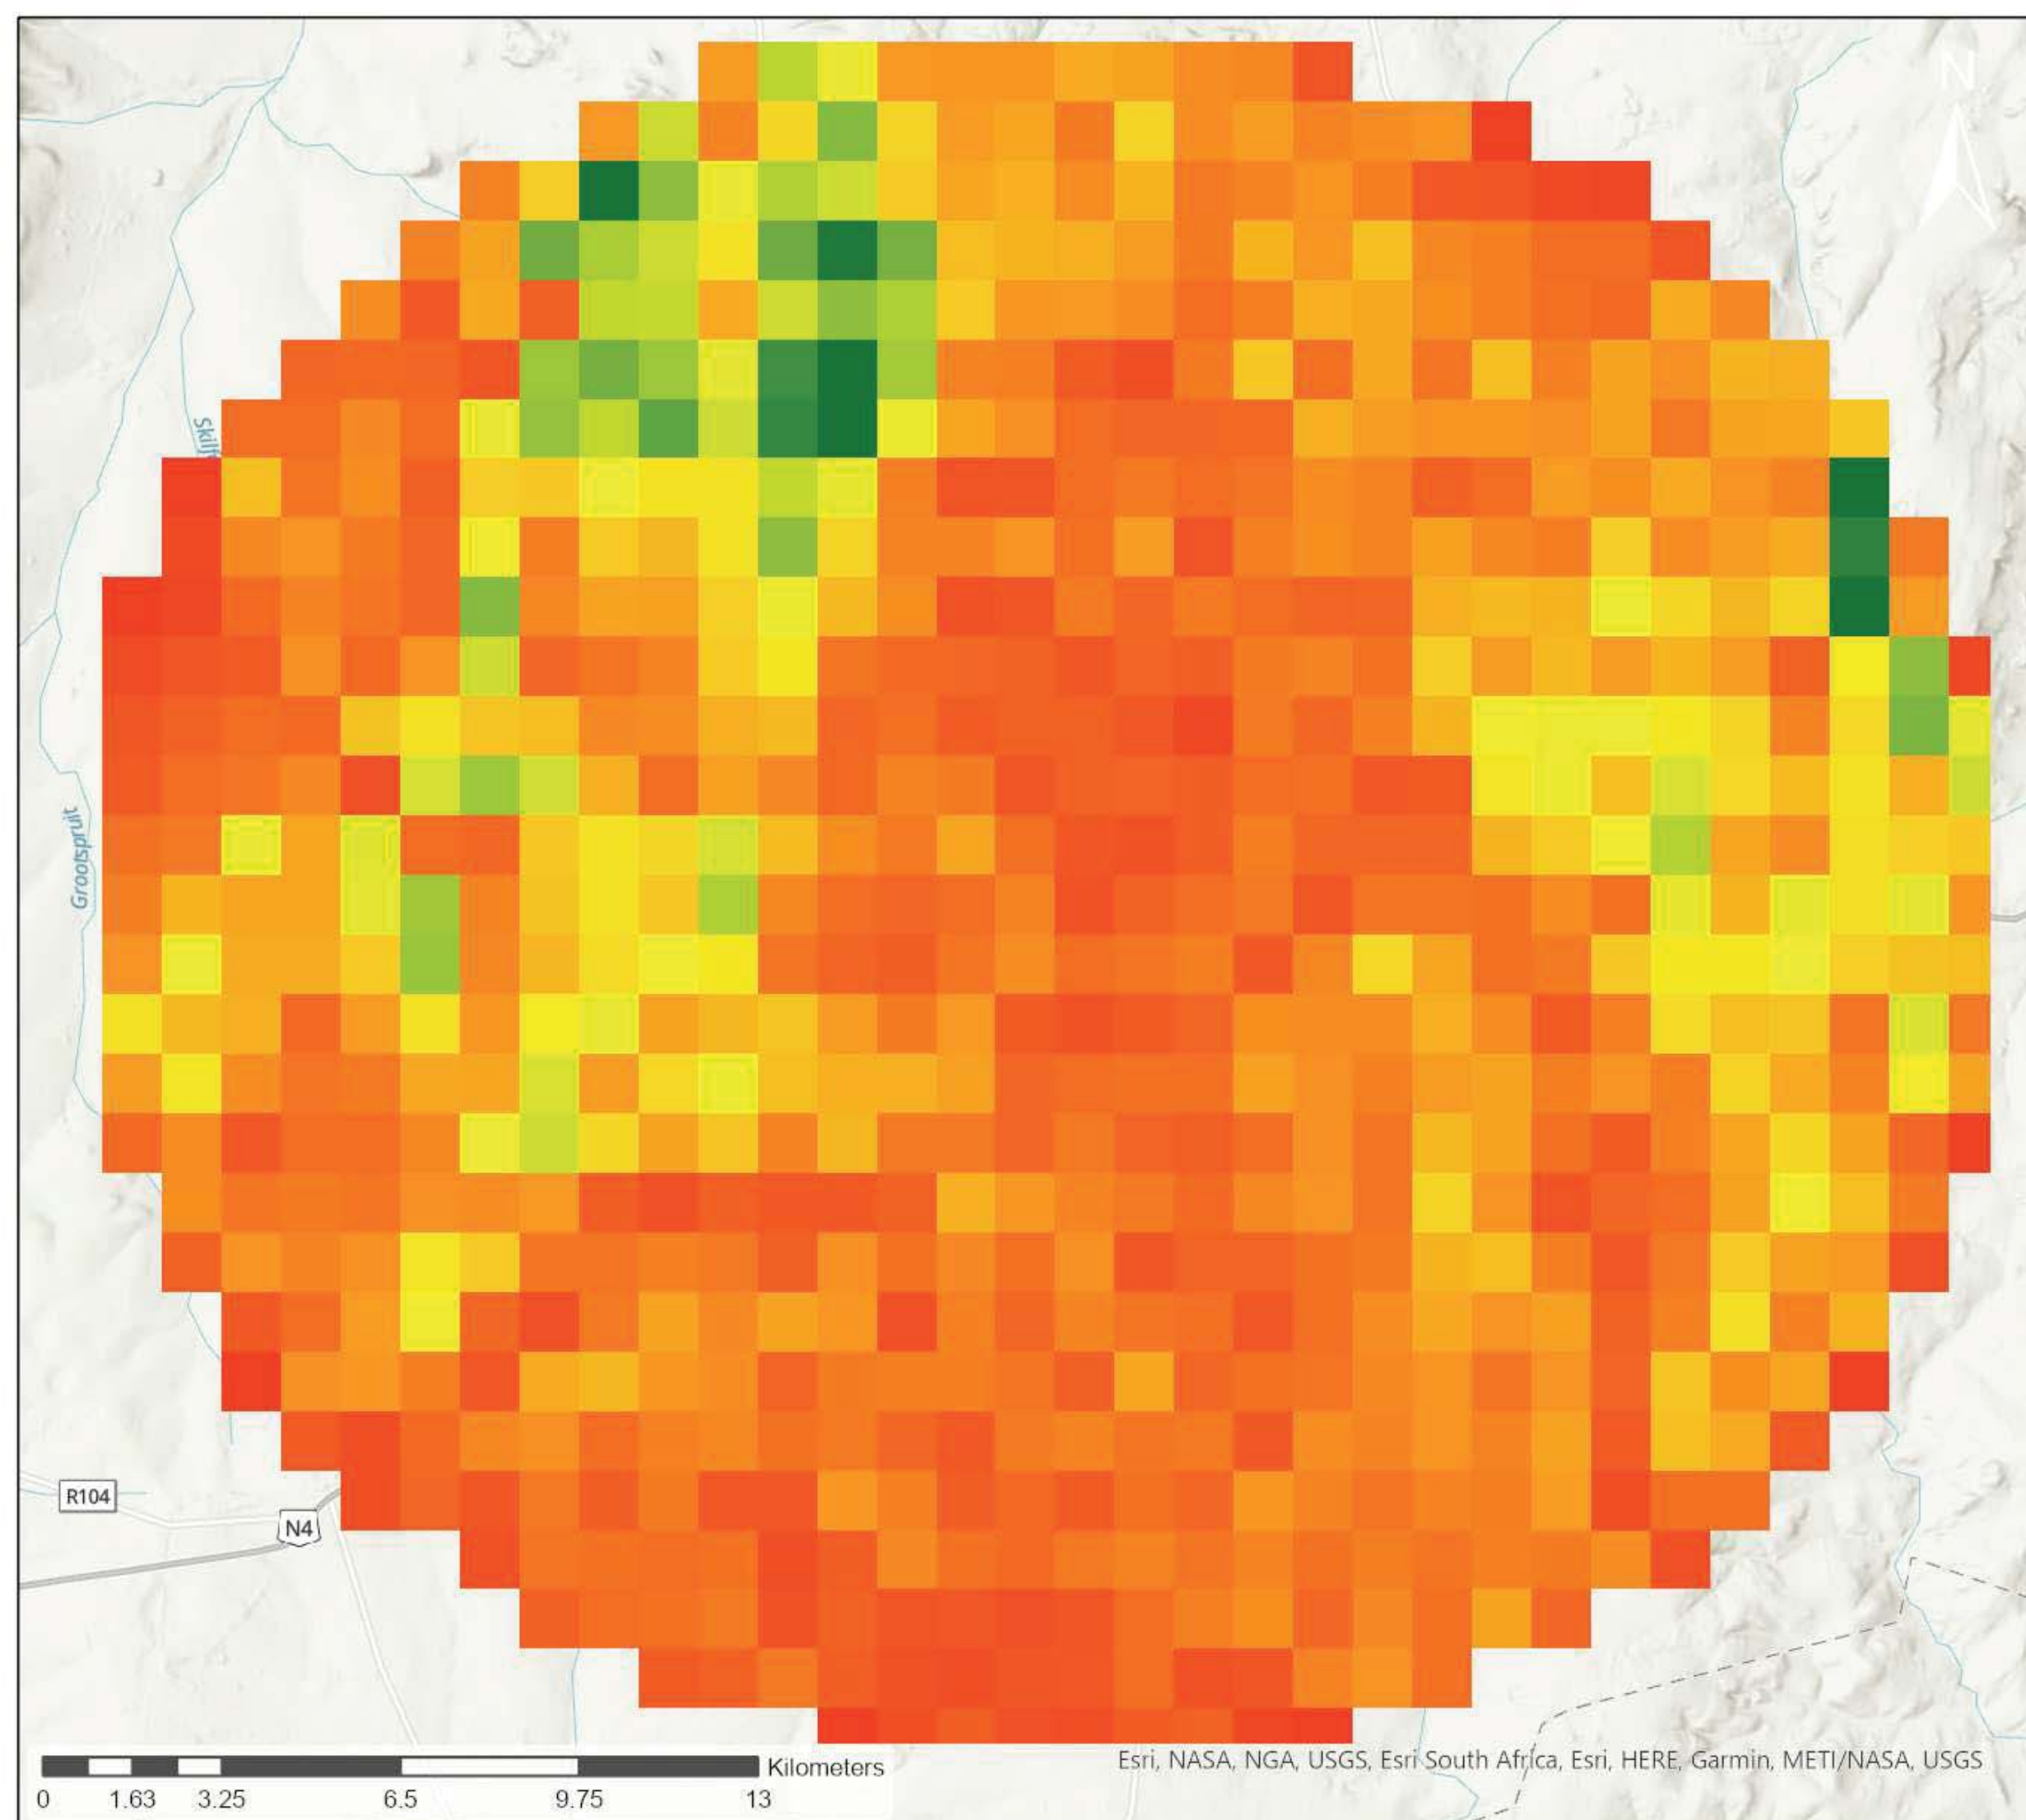 N
Grootspruit
R104
N4
Kilometers
0 1.63 3.25 6.5 9.75 13
Esri, NASA, NGA, USGS, Esri South Africa, Esri, HERE, Garmin, METI/NASA, USGS